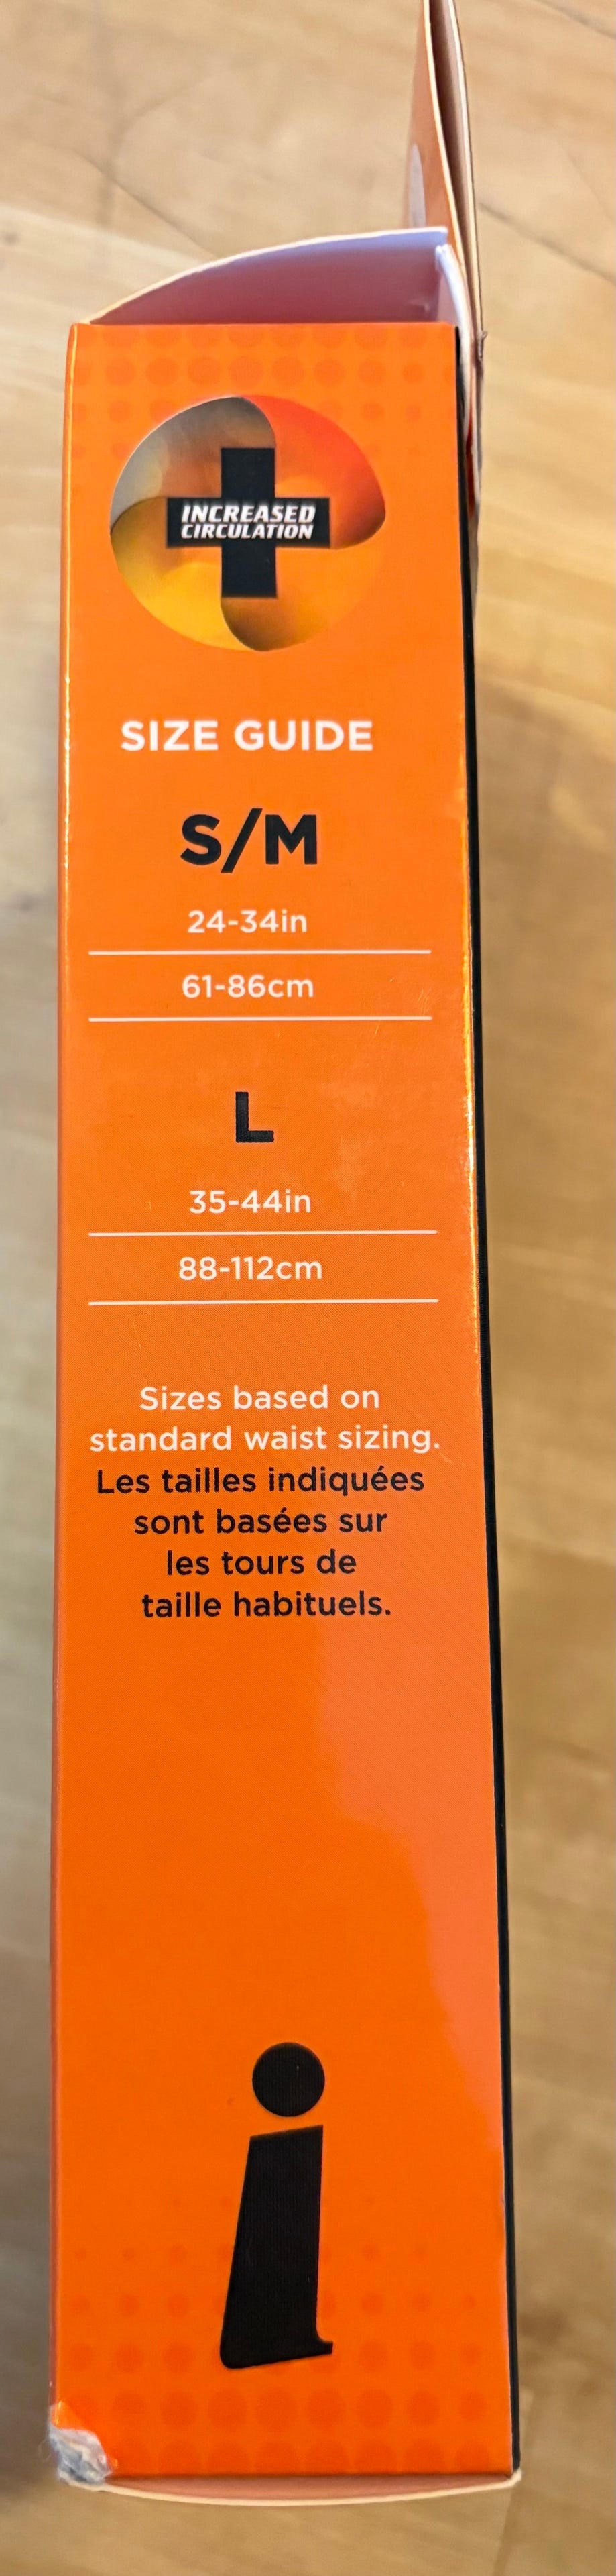 INCREASED
CIRCULATION
SIZE GUIDE
S/M
24-34in
61-86cm
L
35-44in
88-112cm
Sizes based on
standard waist sizing.
Les tailles indiquées
sont basées sur
les tours de
taille habituels.
i